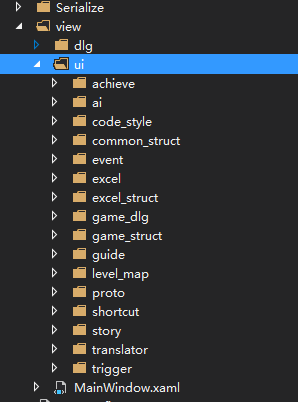 Serialize
view
dlg
ui
achieve
ai
code_style
common_struct
event
excel
excel_struct
game_dlg
game_struct
guide
level_map
proto
shortcut
story
translator
trigger
MainWindow.xaml